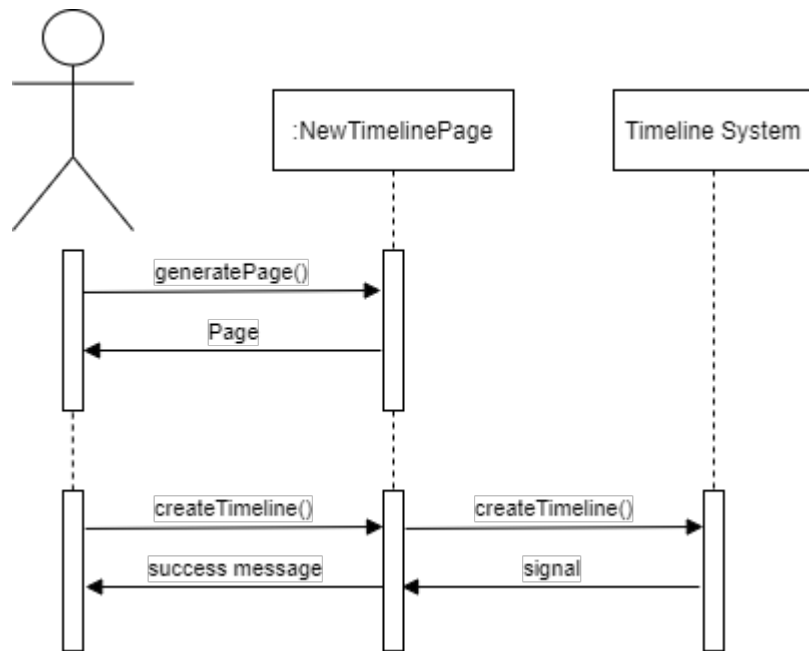 :NewTimelinePage
Timeline System
generatePage()
Page
createTimeline()
createTimeline()
success message
signal